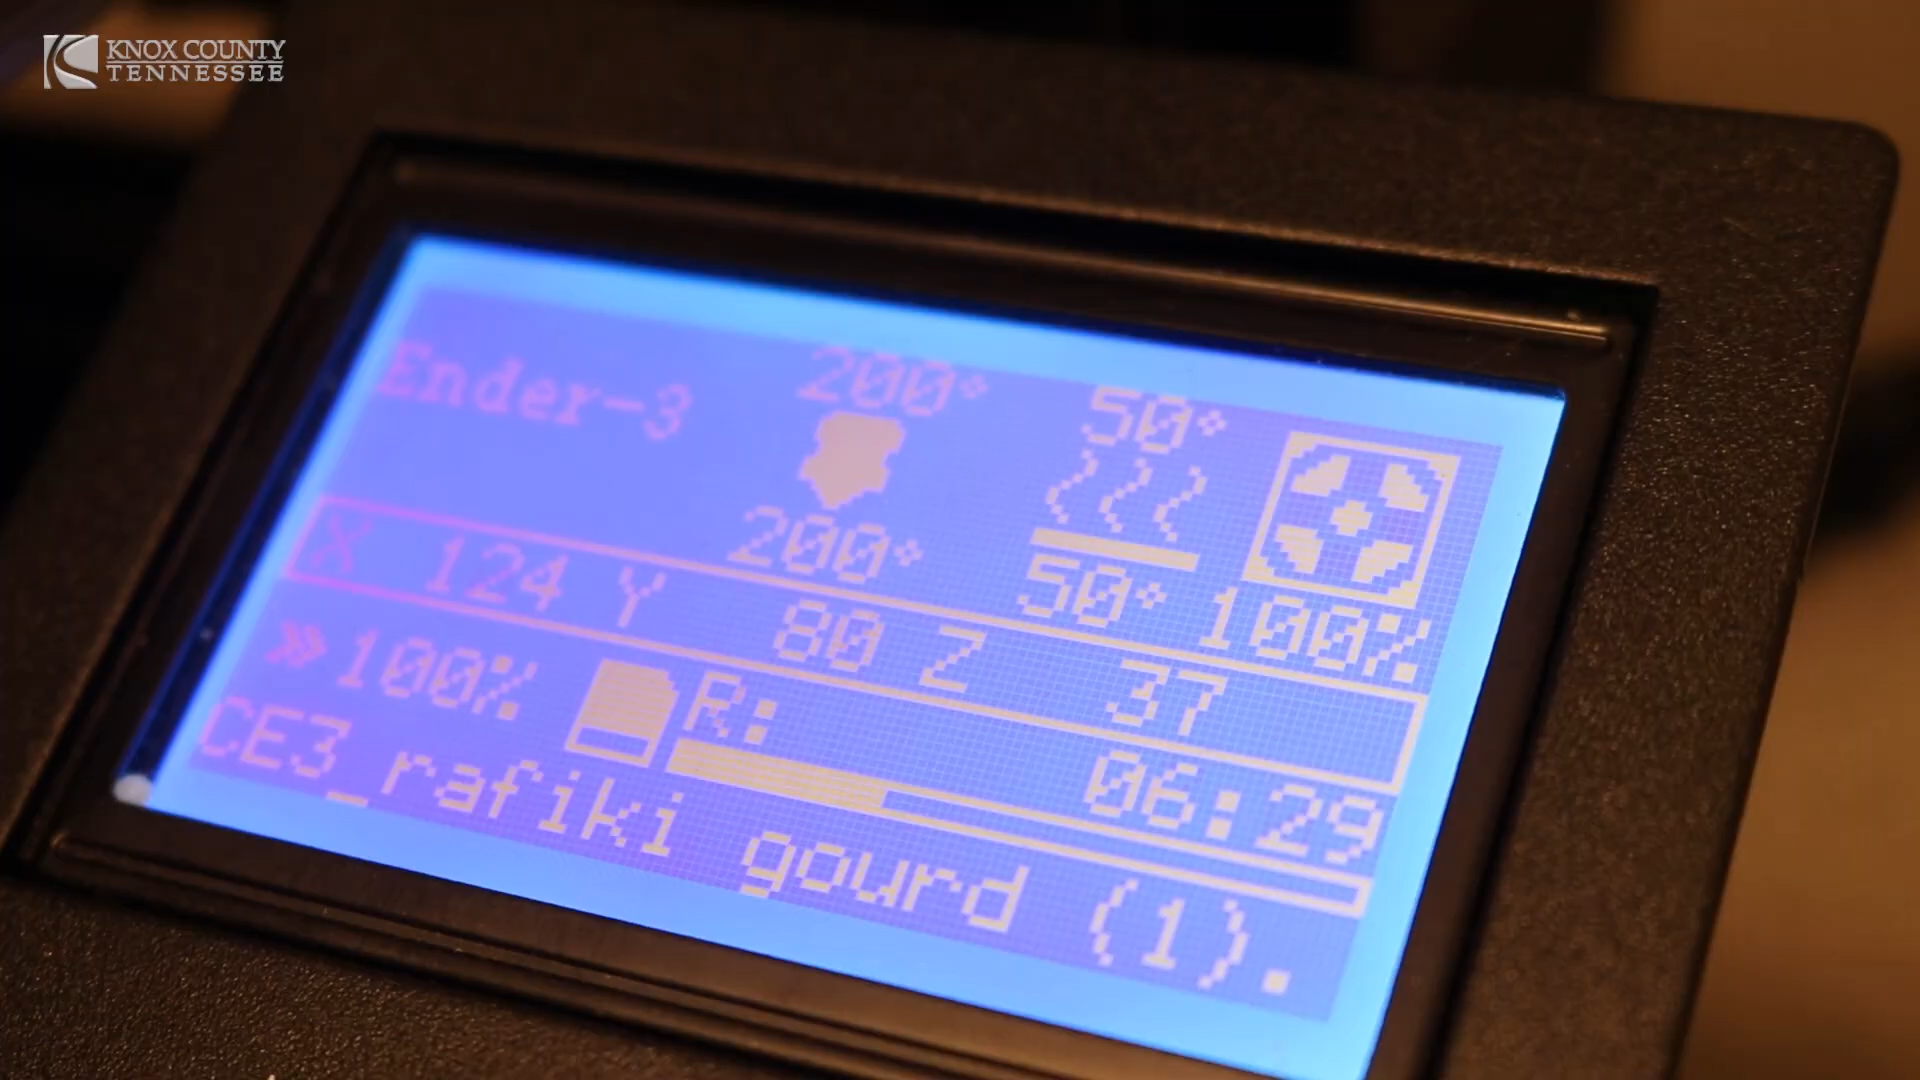 KNOX COUNTY
TENNESSEE
Ender-3 200° 50°
200° 50° 100%
X 124 Y 80 Z 37
»100% R: 06:29
CE3_rafiki gourd (1).